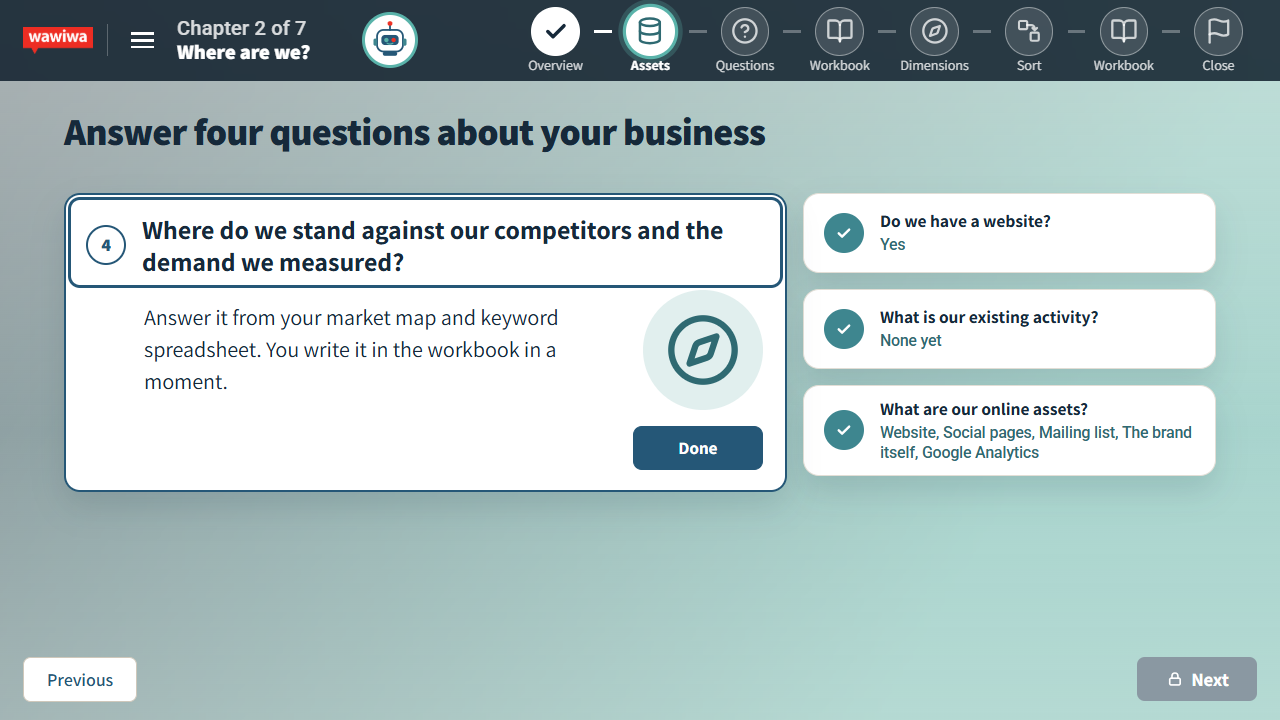 wawiwa
Chapter 2 of 7
Where are we?
Overview
Assets
Questions
Workbook
Dimensions
Sort
Workbook
Close
Answer four questions about your business
4
Where do we stand against our competitors and the
demand we measured?
Answer it from your market map and keyword
spreadsheet. You write it in the workbook in a
moment.
Done
Do we have a website?
Yes
What is our existing activity?
None yet
What are our online assets?
Website, Social pages, Mailing list, The brand
itself, Google Analytics
Previous
Next